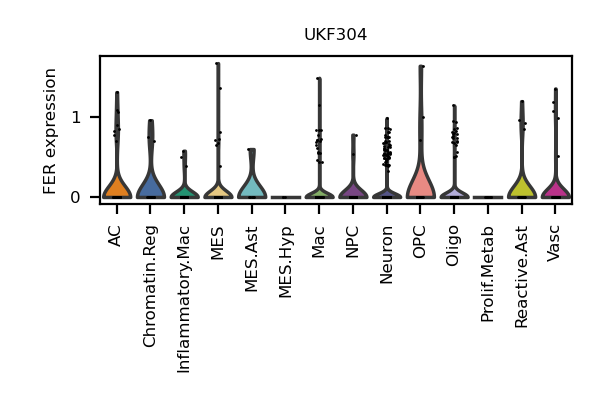 UKF304
FER expression
1
0
AC
Chromatin.Reg
Inflammatory.Mac
MES
MES.Ast
MES.Hyp
Mac
NPC
Neuron
OPC
Oligo
Prolif.Metab
Reactive.Ast
Vasc